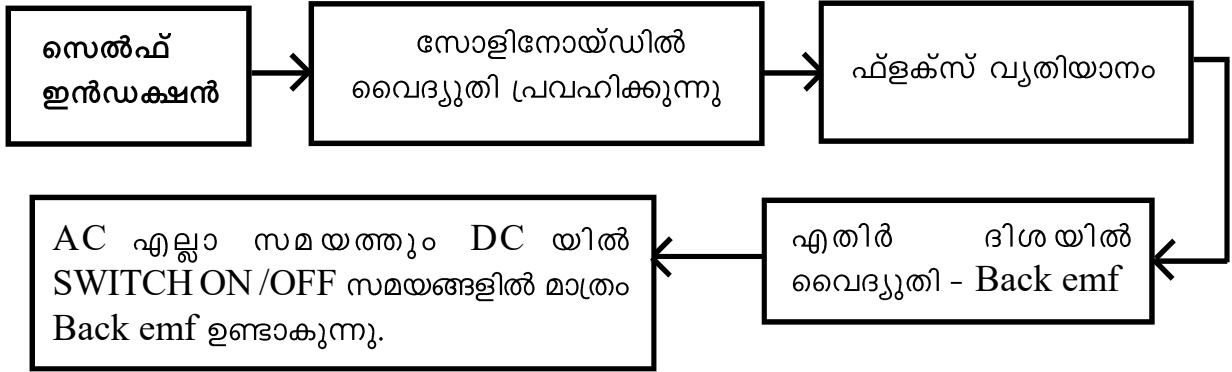 സെൽഫ്
ഇൻഡക്ഷൻ
സോളിനോയ്ഡിൽ
വൈദ്യുതി പ്രവഹിക്കുന്നു
ഫ്ളക്സ് വ്യതിയാനം
എതിർ ദിശയിൽ
വൈദ്യുതി - Back emf
AC എല്ലാ സമയത്തും DC യിൽ
SWITCH ON /OFF സമയങ്ങളിൽ മാത്രം
Back emf ഉണ്ടാകുന്നു.